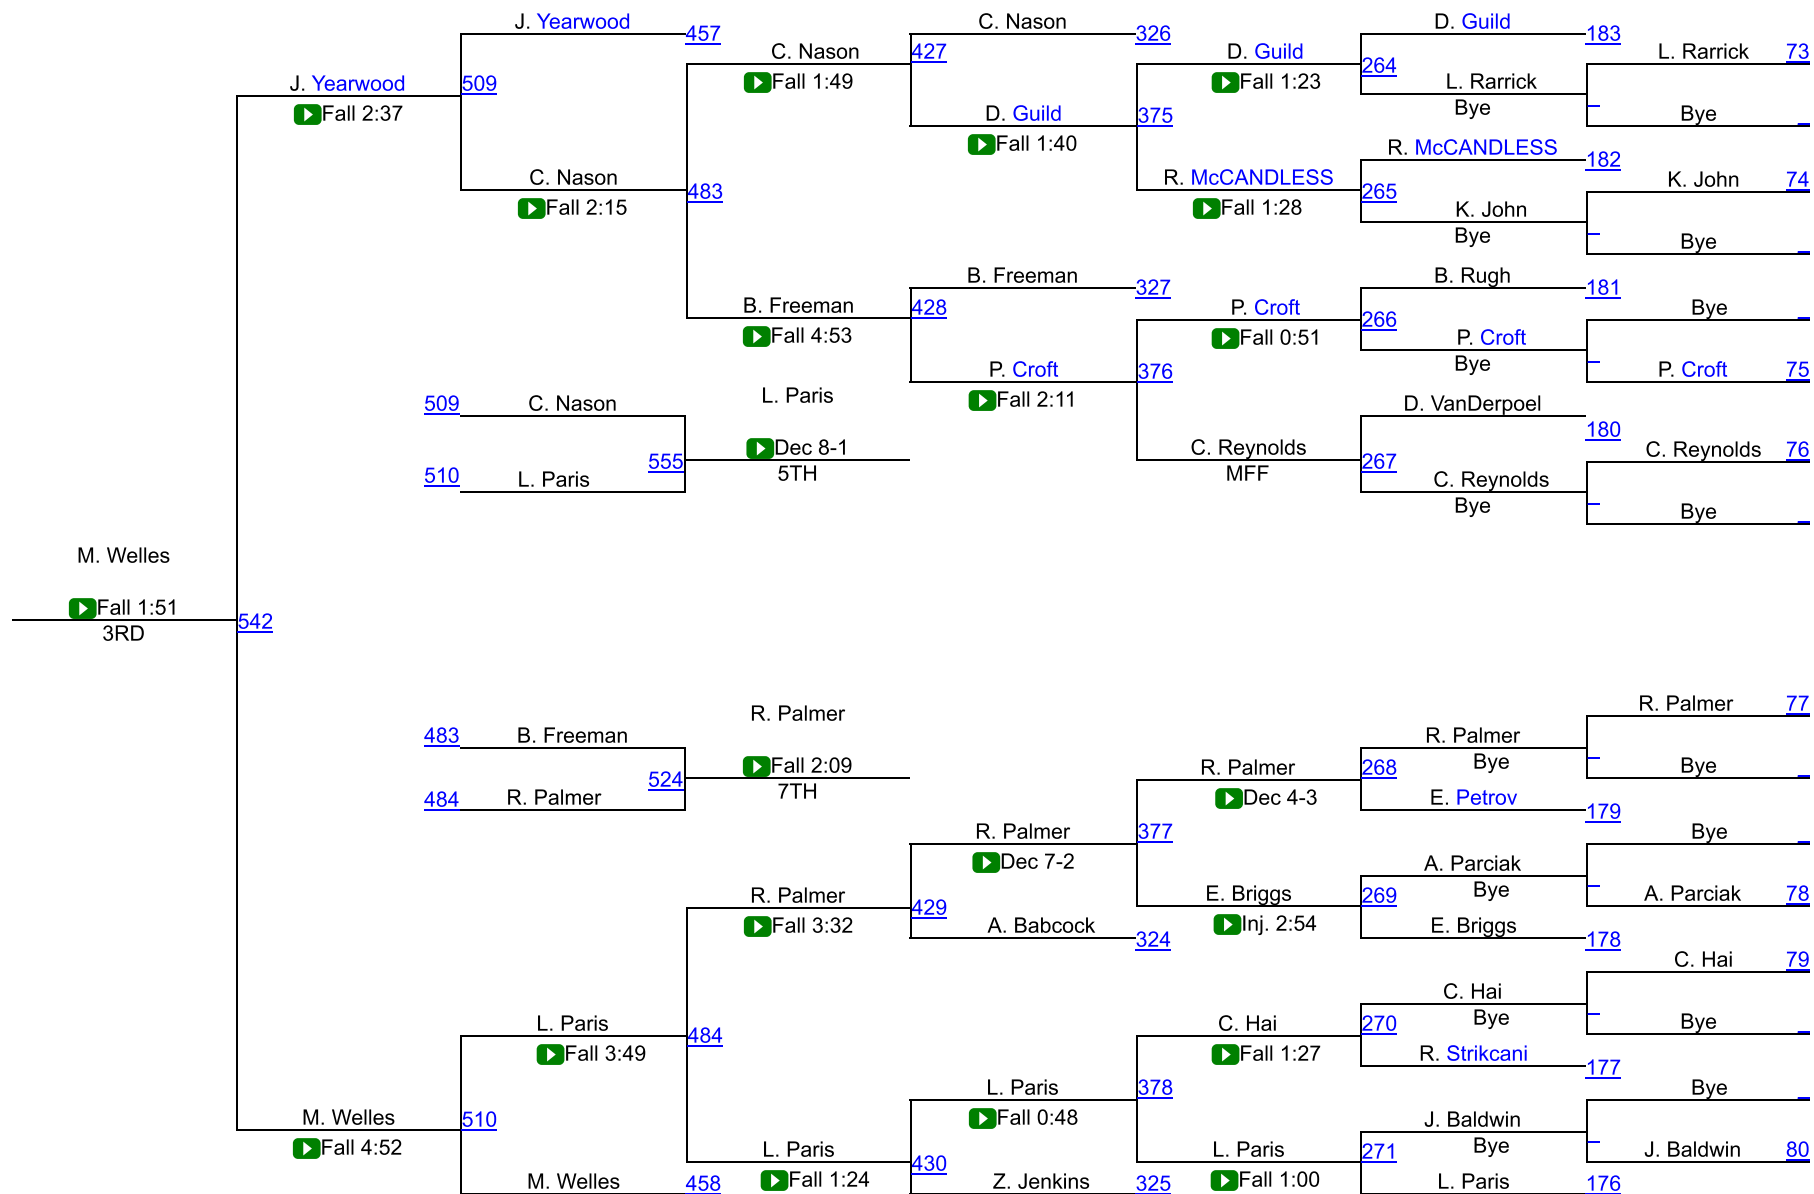 J. Yearwood
457
C. Nason
326
D. Guild
183
L. Rarrick
73
C. Nason
427
D. Guild
264
Fall 1:49
Fall 1:23
L. Rarrick
Bye
J. Yearwood
509
Fall 2:37
D. Guild
375
Bye
Fall 1:40
R. McCANDLESS
182
C. Nason
483
R. McCANDLESS
265
K. John
74
Fall 2:15
Fall 1:28
K. John
Bye
Bye
B. Freeman
327
B. Rugh
181
B. Freeman
428
P. Croft
266
Bye
Fall 4:53
Fall 0:51
P. Croft
Bye
P. Croft
376
P. Croft
75
L. Paris
Fall 2:11
509
C. Nason
D. VanDerpoel
180
Dec 8-1
C. Reynolds
267
C. Reynolds
76
555
5TH
MFF
510
L. Paris
C. Reynolds
Bye
Bye
M. Welles
Fall 1:51
542
3RD
R. Palmer
R. Palmer
77
483
B. Freeman
R. Palmer
Bye
524
Fall 2:09
R. Palmer
268
Bye
7TH
Dec 4-3
484
R. Palmer
E. Petrov
179
R. Palmer
377
Bye
Dec 7-2
A. Parciak
Bye
R. Palmer
429
E. Briggs
269
A. Parciak
78
Fall 3:32
A. Babcock
324
Inj. 2:54
E. Briggs
178
C. Hai
79
C. Hai
Bye
L. Paris
484
C. Hai
270
Bye
Fall 3:49
Fall 1:27
R. Strikcani
177
L. Paris
378
Bye
Fall 0:48
M. Welles
510
J. Baldwin
Bye
Fall 4:52
L. Paris
430
L. Paris
271
J. Baldwin
80
M. Welles
458
Fall 1:24
Z. Jenkins
325
Fall 1:00
L. Paris
176